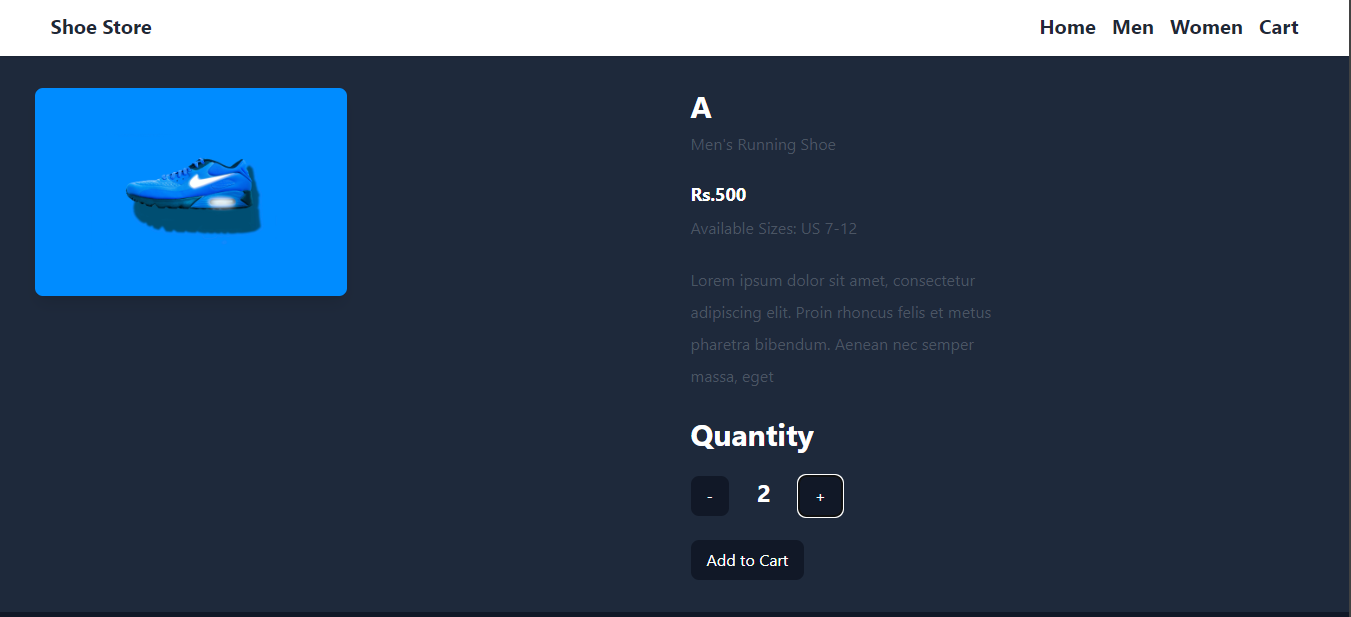 Shoe Store
Home Men Women Cart
A
Men's Running Shoe
Rs.500
Available Sizes: US 7-12
Lorem ipsum dolor sit amet, consectetur
adipiscing elit. Proin rhoncus felis et metus
pharetra bibendum. Aenean nec semper
massa, eget
Quantity
- 2 +
Add to Cart